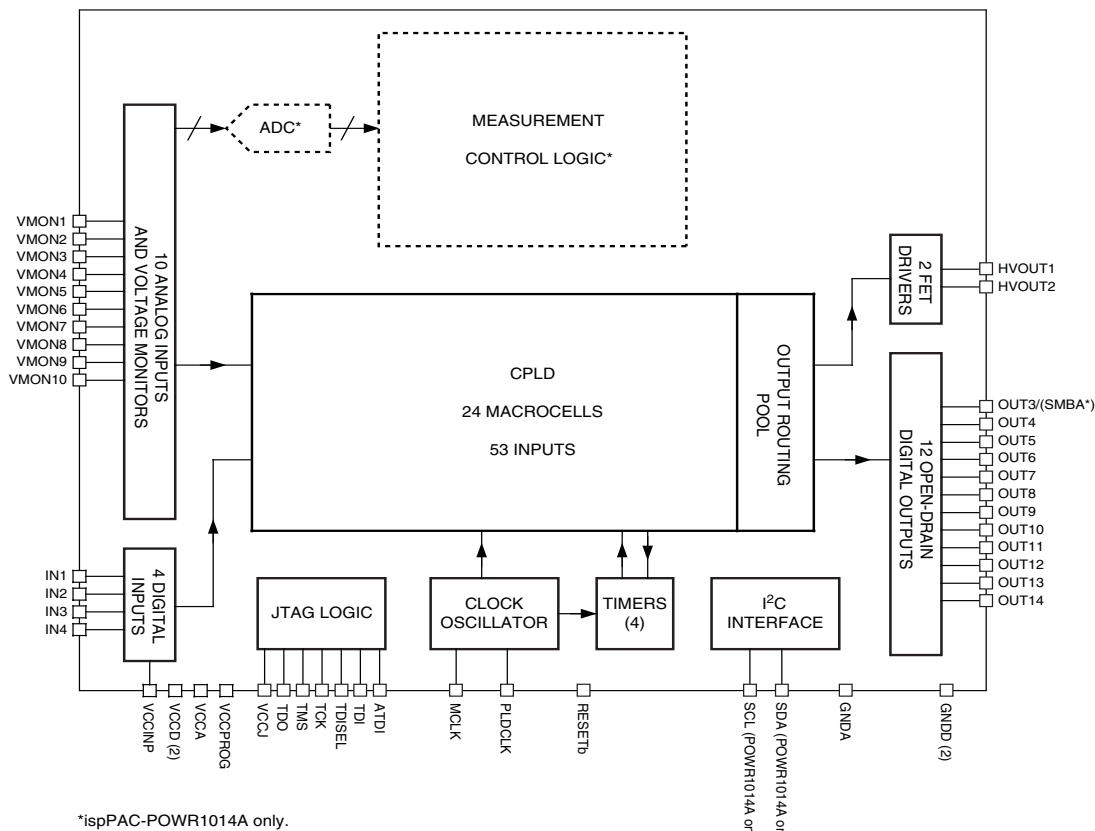 ADC*
MEASUREMENT
CONTROL LOGIC*
VMON1
VMON2
VMON3
VMON4
VMON5
VMON6
VMON7
VMON8
VMON9
VMON10
10 ANALOG INPUTS
AND VOLTAGE MONITORS
CPLD
24 MACROCELLS
53 INPUTS
OUTPUT ROUTING
POOL
2 FET
DRIVERS
HVOUT1
HVOUT2
12 OPEN-DRAIN
DIGITAL OUTPUTS
OUT3/(SMBA*)
OUT4
OUT5
OUT6
OUT7
OUT8
OUT9
OUT10
OUT11
OUT12
OUT13
OUT14
IN1
IN2
IN3
IN4
4 DIGITAL
INPUTS
JTAG LOGIC
CLOCK
OSCILLATOR
TIMERS
(4)
I²C
INTERFACE
VCCINP
VCCD (2)
VCCA
VCCPROG
VCCJ
TDO
TMS
TCK
TDISEL
TDI
ATDI
MCLK
PLDCLK
RESETb
SCL (POWR1014A
SDA (POWR1014A
GNDA
GNDD (2)
*ispPAC-POWR1014A only.